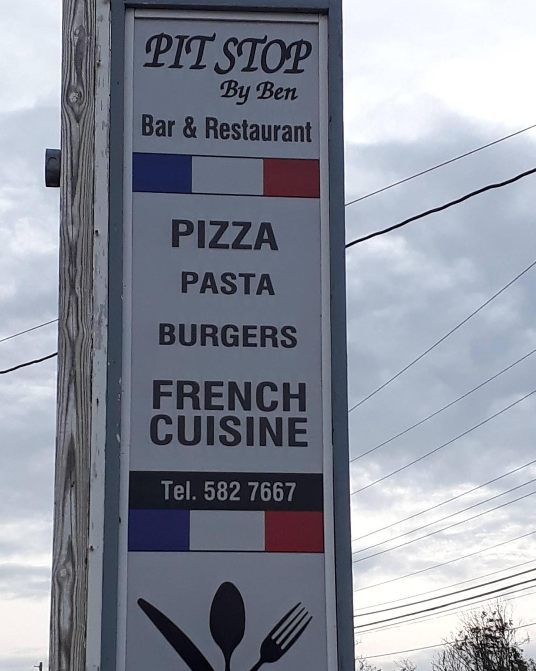 PIT STOP
By Ben
Bar & Restaurant
PIZZA
PASTA
BURGERS
FRENCH
CUISINE
Tel. 582 7667